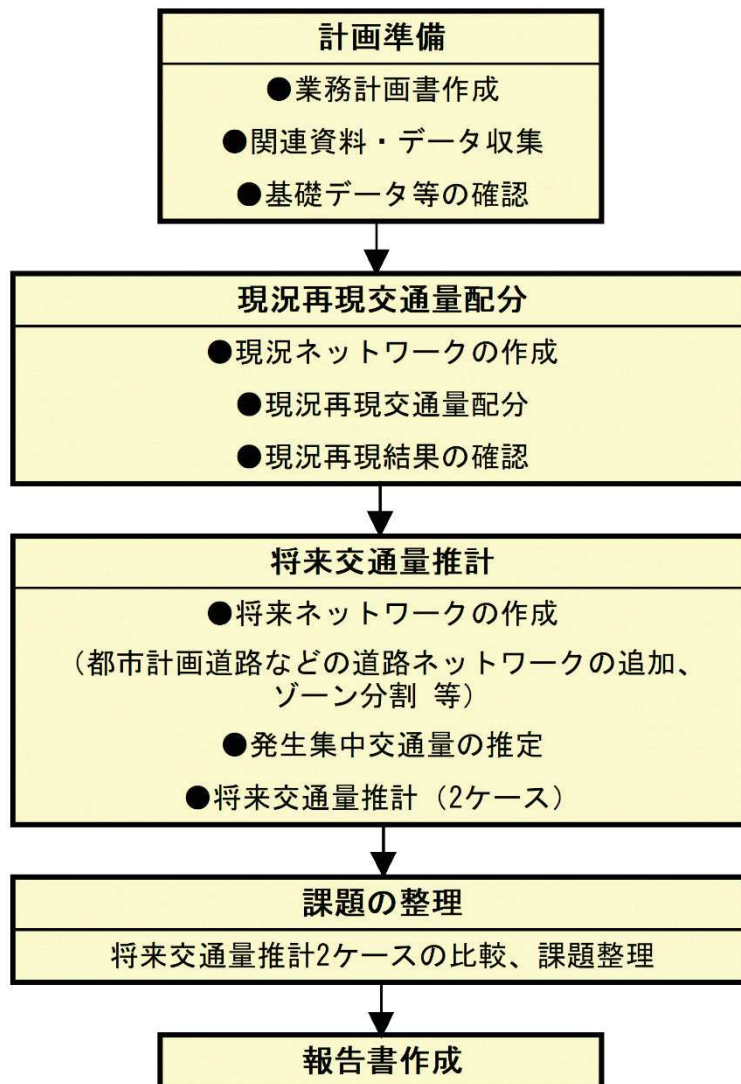 計画準備
●業務計画書作成
●関連資料・データ収集
●基礎データ等の確認
現況再現交通量配分
●現況ネットワークの作成
●現況再現交通量配分
●現況再現結果の確認
将来交通量推計
●将来ネットワークの作成
（都市計画道路などの道路ネットワークの追加、
ゾーン分割 等）
●発生集中交通量の推定
●将来交通量推計（2ケース）
課題の整理
将来交通量推計2ケースの比較、課題整理
報告書作成